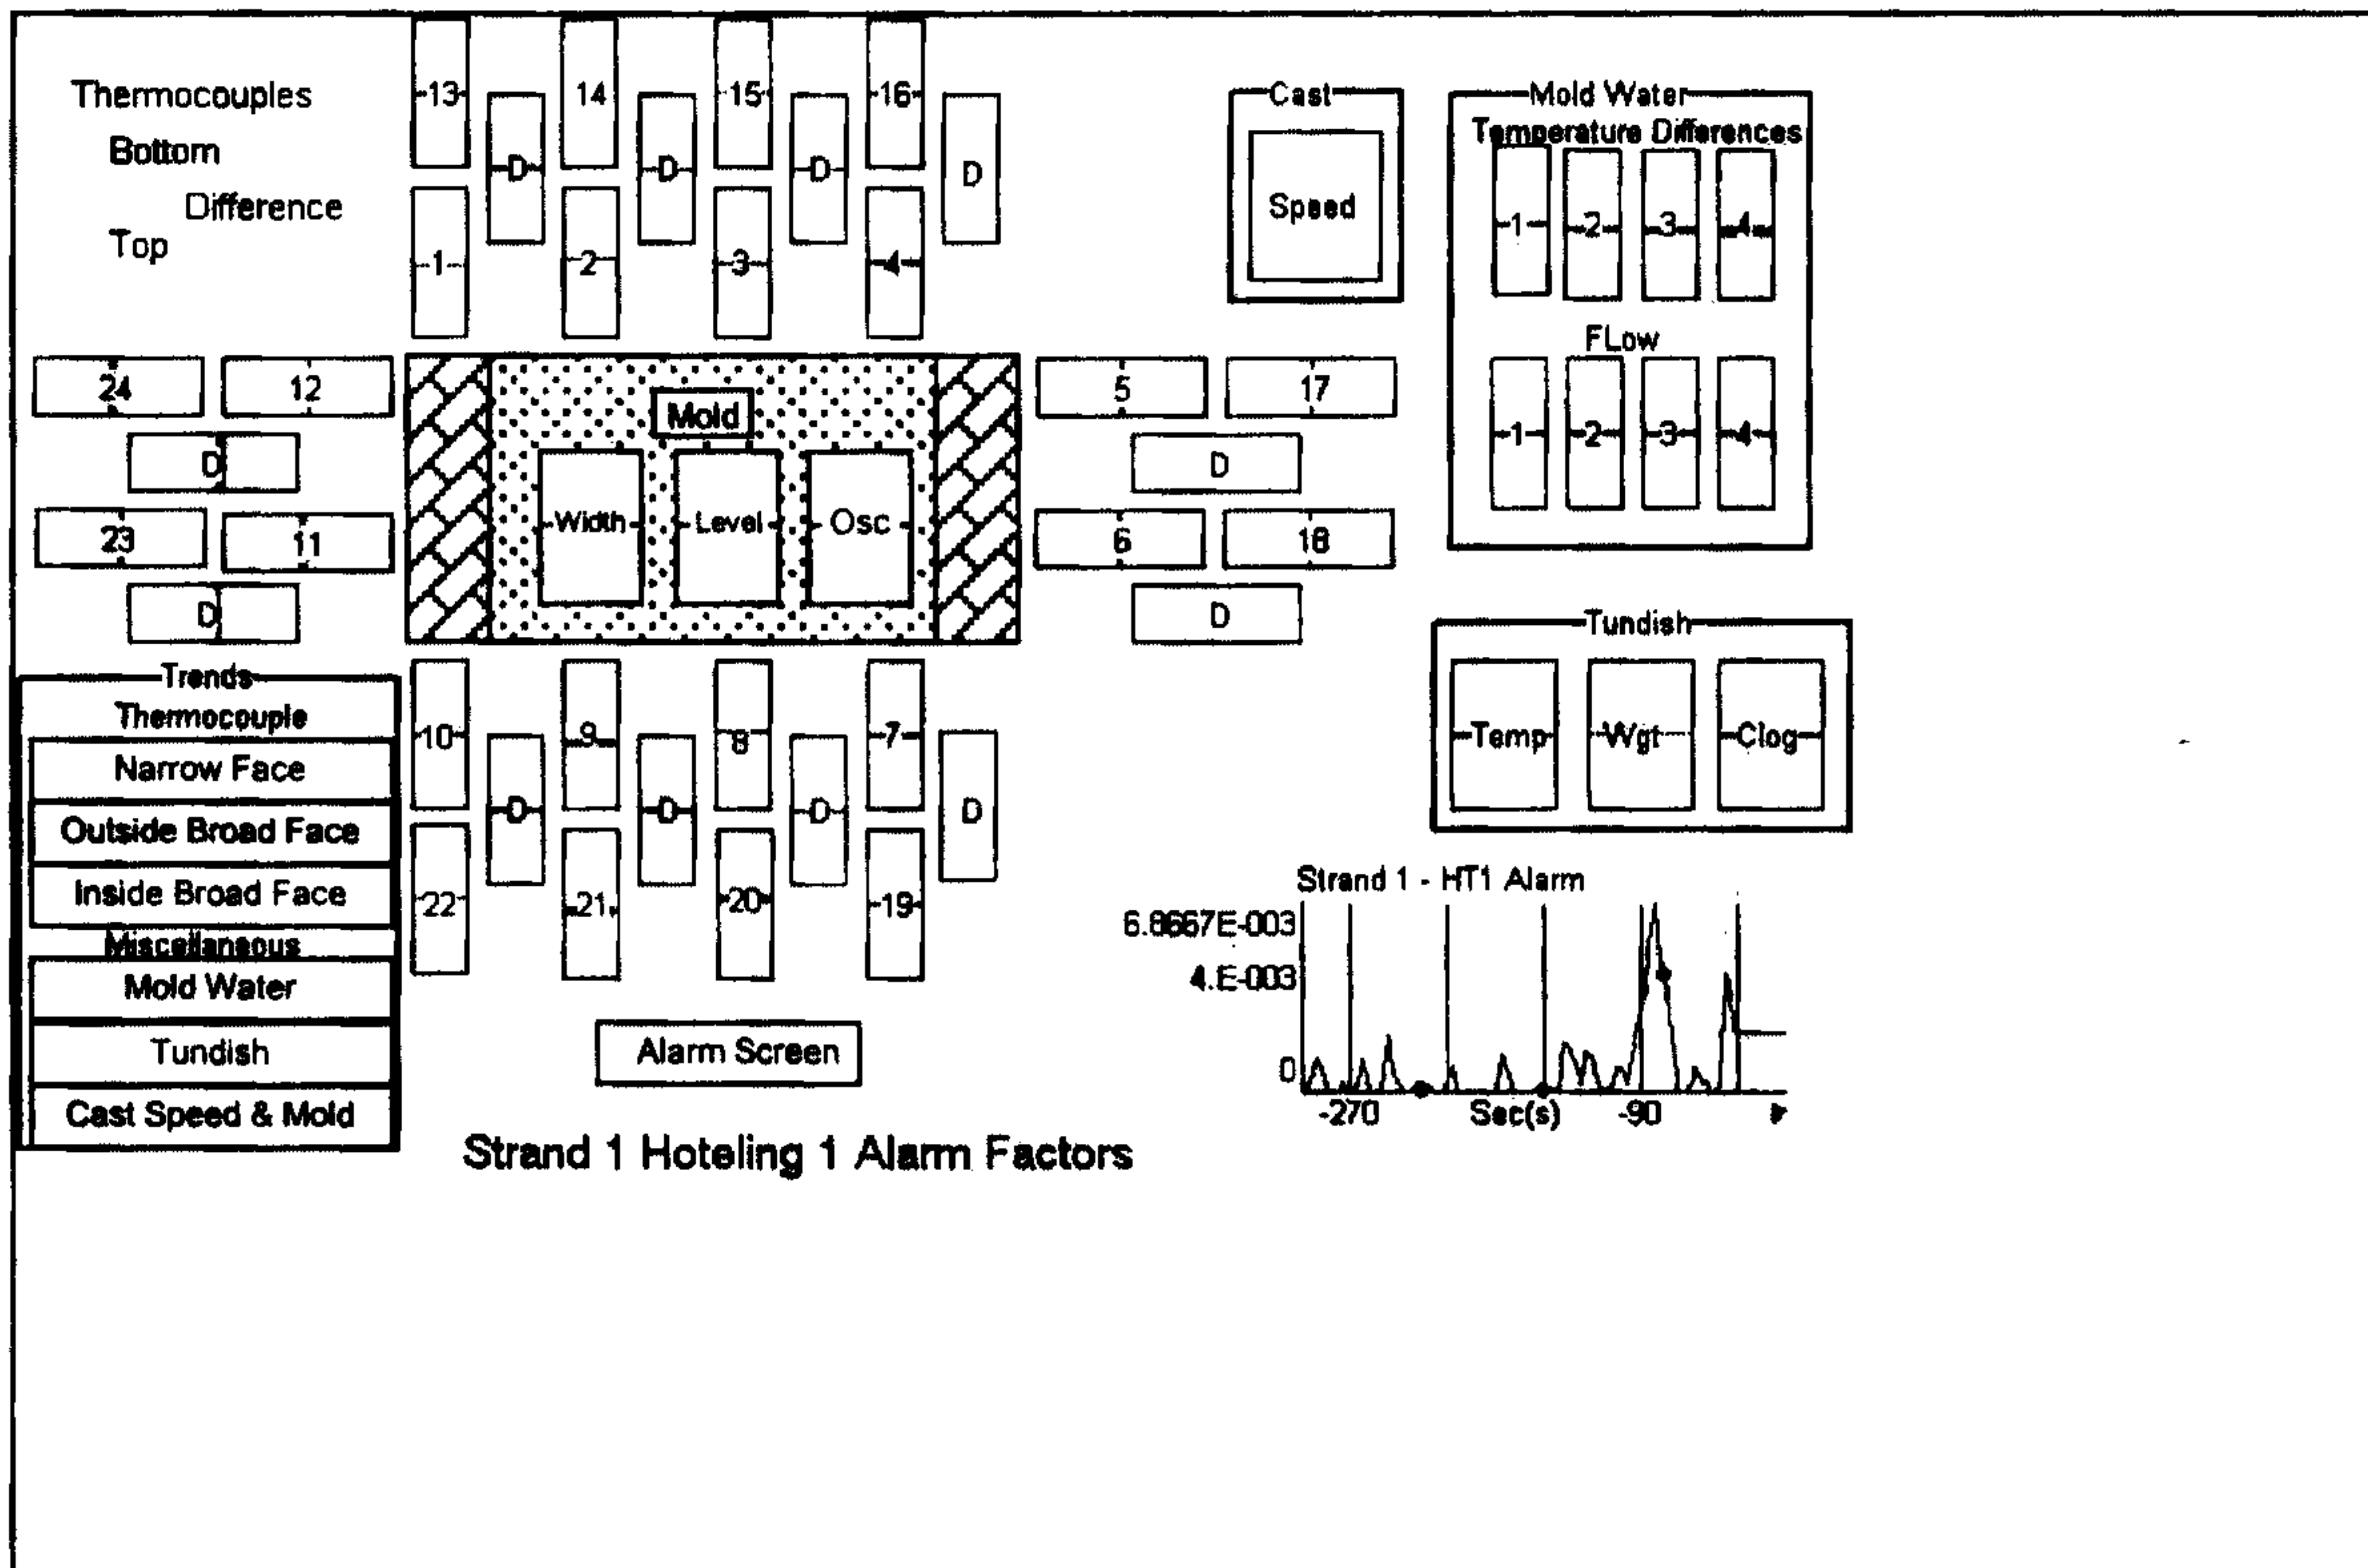 Thermocouples
Bottom
Difference
Top
13 14 15 16
D D D D
1 2 3 4
Cast
Speed
Mold Water
Temperature Differences
1 2 3 4
FLow
1 2 3 4
24 12
D
23 11
D
Mold
Width Level Osc
5 17
D
6 18
D
Tundish
Temp Wgt Clog
Trends
Thermocouple
Narrow Face
Outside Broad Face
Inside Broad Face
Miscellaneous
Mold Water
Tundish
Cast Speed & Mold
10 9 8 7
D D D D
22 21 20 19
Alarm Screen
Strand 1 - HT1 Alarm
6.8667E-003
4.E-003
0
-270 Sec(s) -90
Strand 1 Hoteling 1 Alarm Factors